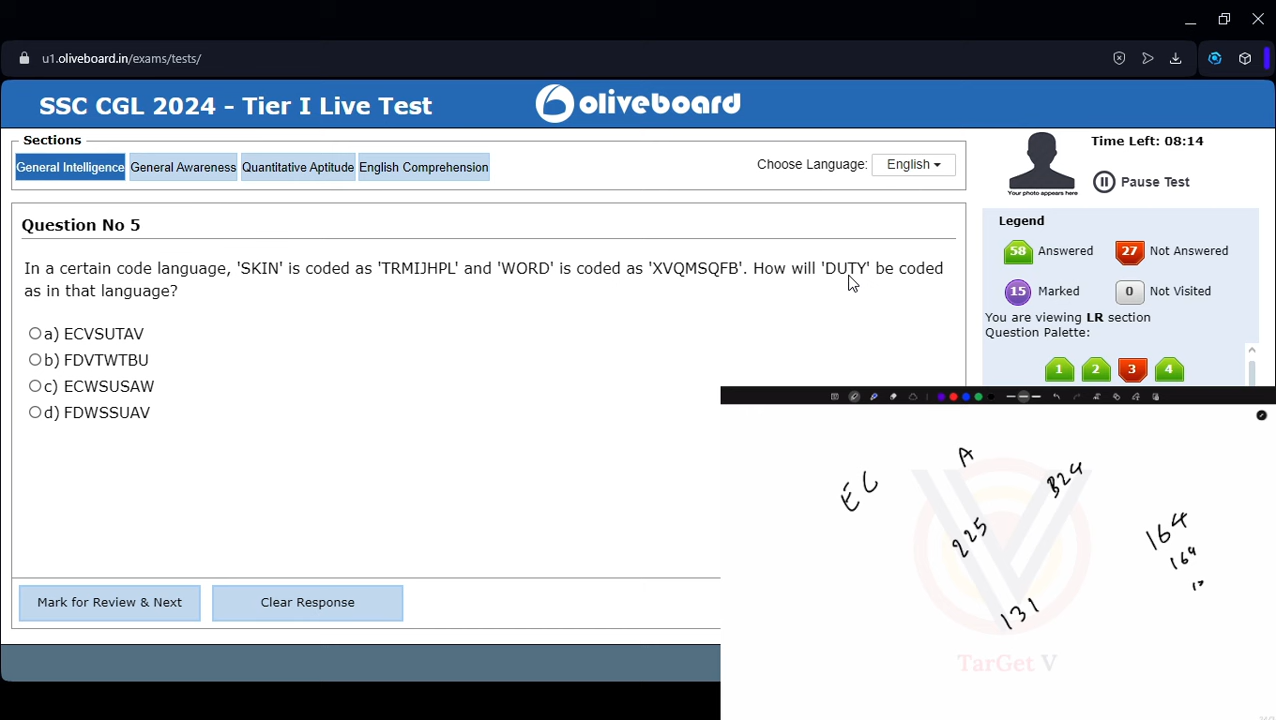 u1.oliveboard.in/exams/tests/
SSC CGL 2024 - Tier I Live Test
oliveboard
Sections
General Intelligence
General Awareness
Quantitative Aptitude
English Comprehension
Choose Language:
English
Your photo appears here
Time Left: 08:14
Pause Test
Question No 5
In a certain code language, 'SKIN' is coded as 'TRMIJHPL' and 'WORD' is coded as 'XVQMSQFB'. How will 'DUTY' be coded
as in that language?
a) ECVSUTAV
b) FDVTWTBU
c) ECWSUSAW
d) FDWSSUAV
Legend
58 Answered
27 Not Answered
15 Marked
0 Not Visited
You are viewing LR section
Question Palette:
1 2 3 4
EC
A
B24
225
164
164
131
TarGet V
Mark for Review & Next
Clear Response